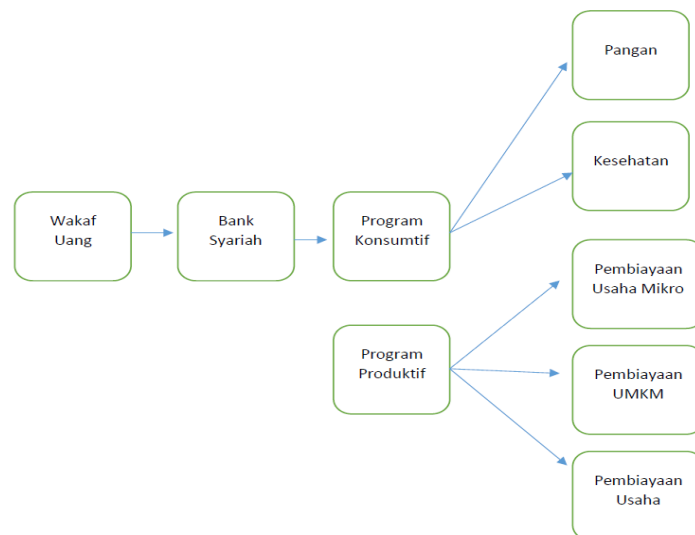 Pangan
Kesehatan
Wakaf
Uang
Bank
Syariah
Program
Konsumtif
Pembiayaan
Usaha Mikro
Program
Produktif
Pembiayaan
UMKM
Pembiayaan
Usaha